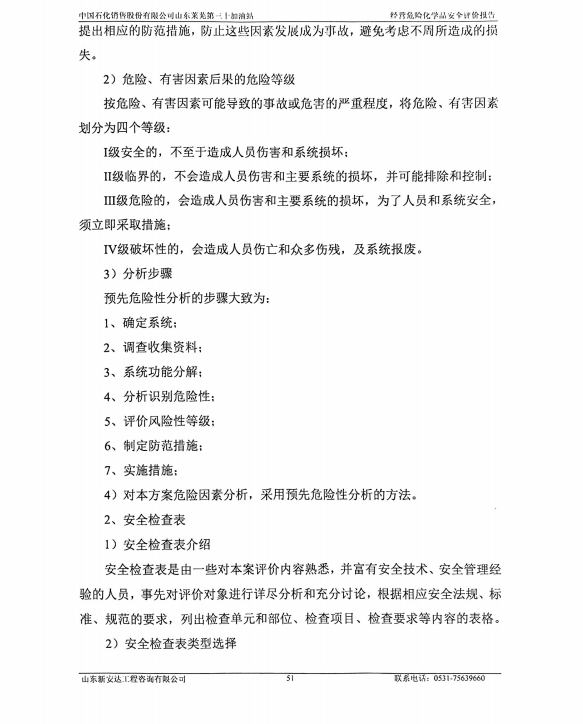 中国石化销售股份有限公司山东莱芜第三十加油站 经营危险化学品安全评价报告
提出相应的防范措施，防止这些因素发展成为事故，避免考虑不周所造成的损
失。
2）危险、有害因素后果的危险等级
按危险、有害因素可能导致的事故或危害的严重程度，将危险、有害因素
划分为四个等级：
I级安全的，不至于造成人员伤害和系统损坏；
II级临界的，不会造成人员伤害和主要系统的损坏，并可能排除和控制；
III级危险的，会造成人员伤害和主要系统的损坏，为了人员和系统安全，
须立即采取措施；
IV级破坏性的，会造成人员伤亡和众多伤残，及系统报废。
3）分析步骤
预先危险性分析的步骤大致为：
1、确定系统；
2、调查收集资料；
3、系统功能分解；
4、分析识别危险性；
5、评价风险性等级；
6、制定防范措施；
7、实施措施；
4）对本方案危险因素分析，采用预先危险性分析的方法。
2、安全检查表
1）安全检查表介绍
安全检查表是由一些对本案评价内容熟悉，并富有安全技术、安全管理经
验的人员，事先对评价对象进行详尽分析和充分讨论，根据相应安全法规、标
准、规范的要求，列出检查单元和部位、检查项目、检查要求等内容的表格。
2）安全检查表类型选择
山东新安达工程咨询有限公司 51 联系电话：0531-75639660